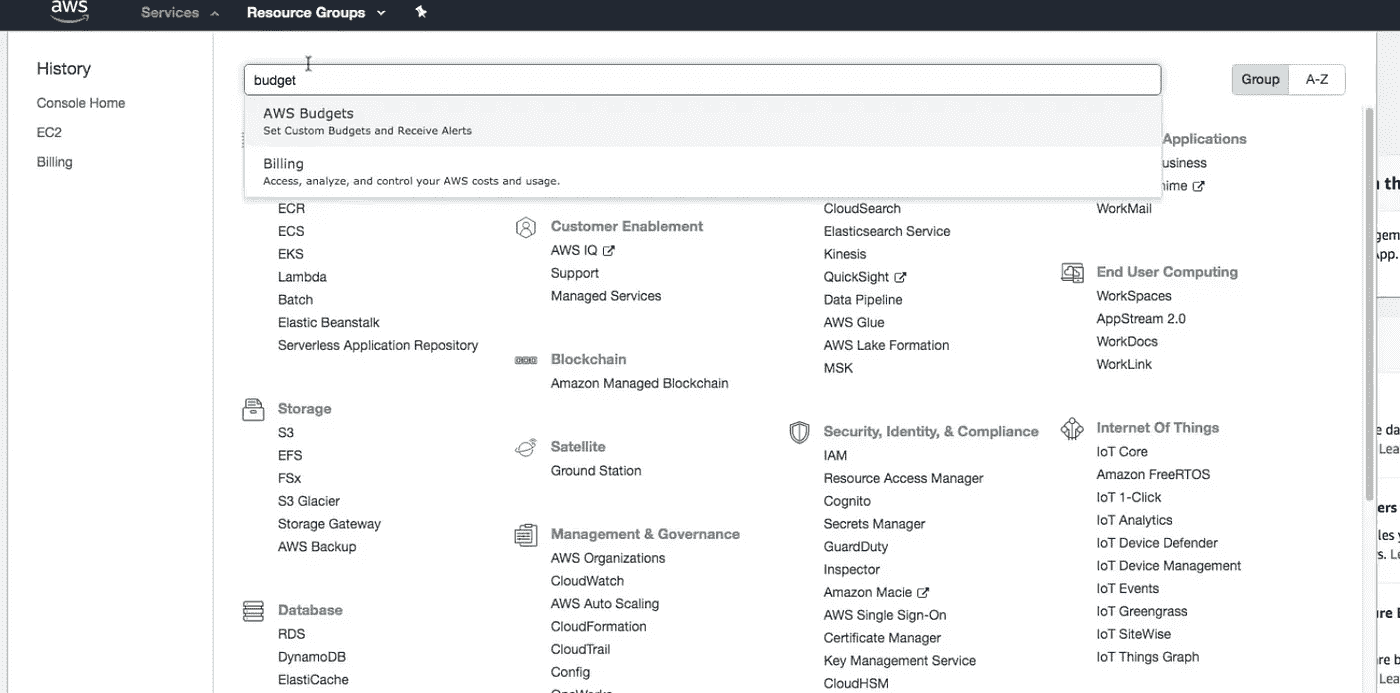 aws
Services
Resource Groups
History
Console Home
EC2
Billing
budget
Group
A-Z
AWS Budgets
Set Custom Budgets and Receive Alerts
Billing
Access, analyze, and control your AWS costs and usage.
ECR
ECS
EKS
Lambda
Batch
Elastic Beanstalk
Serverless Application Repository
Storage
S3
EFS
FSx
S3 Glacier
Storage Gateway
AWS Backup
Database
RDS
DynamoDB
ElastiCache
Customer Enablement
AWS IQ
Support
Managed Services
Blockchain
Amazon Managed Blockchain
Satellite
Ground Station
Management & Governance
AWS Organizations
CloudWatch
AWS Auto Scaling
CloudFormation
CloudTrail
Config
CloudSearch
Elasticsearch Service
Kinesis
QuickSight
Data Pipeline
AWS Glue
AWS Lake Formation
MSK
Security, Identity, & Compliance
IAM
Resource Access Manager
Cognito
Secrets Manager
GuardDuty
Inspector
Amazon Macie
AWS Single Sign-On
Certificate Manager
Key Management Service
CloudHSM
Applications
usiness
hime
WorkMail
End User Computing
WorkSpaces
AppStream 2.0
WorkDocs
WorkLink
Internet Of Things
IoT Core
Amazon FreeRTOS
IoT 1-Click
IoT Analytics
IoT Device Defender
IoT Device Management
IoT Events
IoT Greengrass
IoT SiteWise
IoT Things Graph